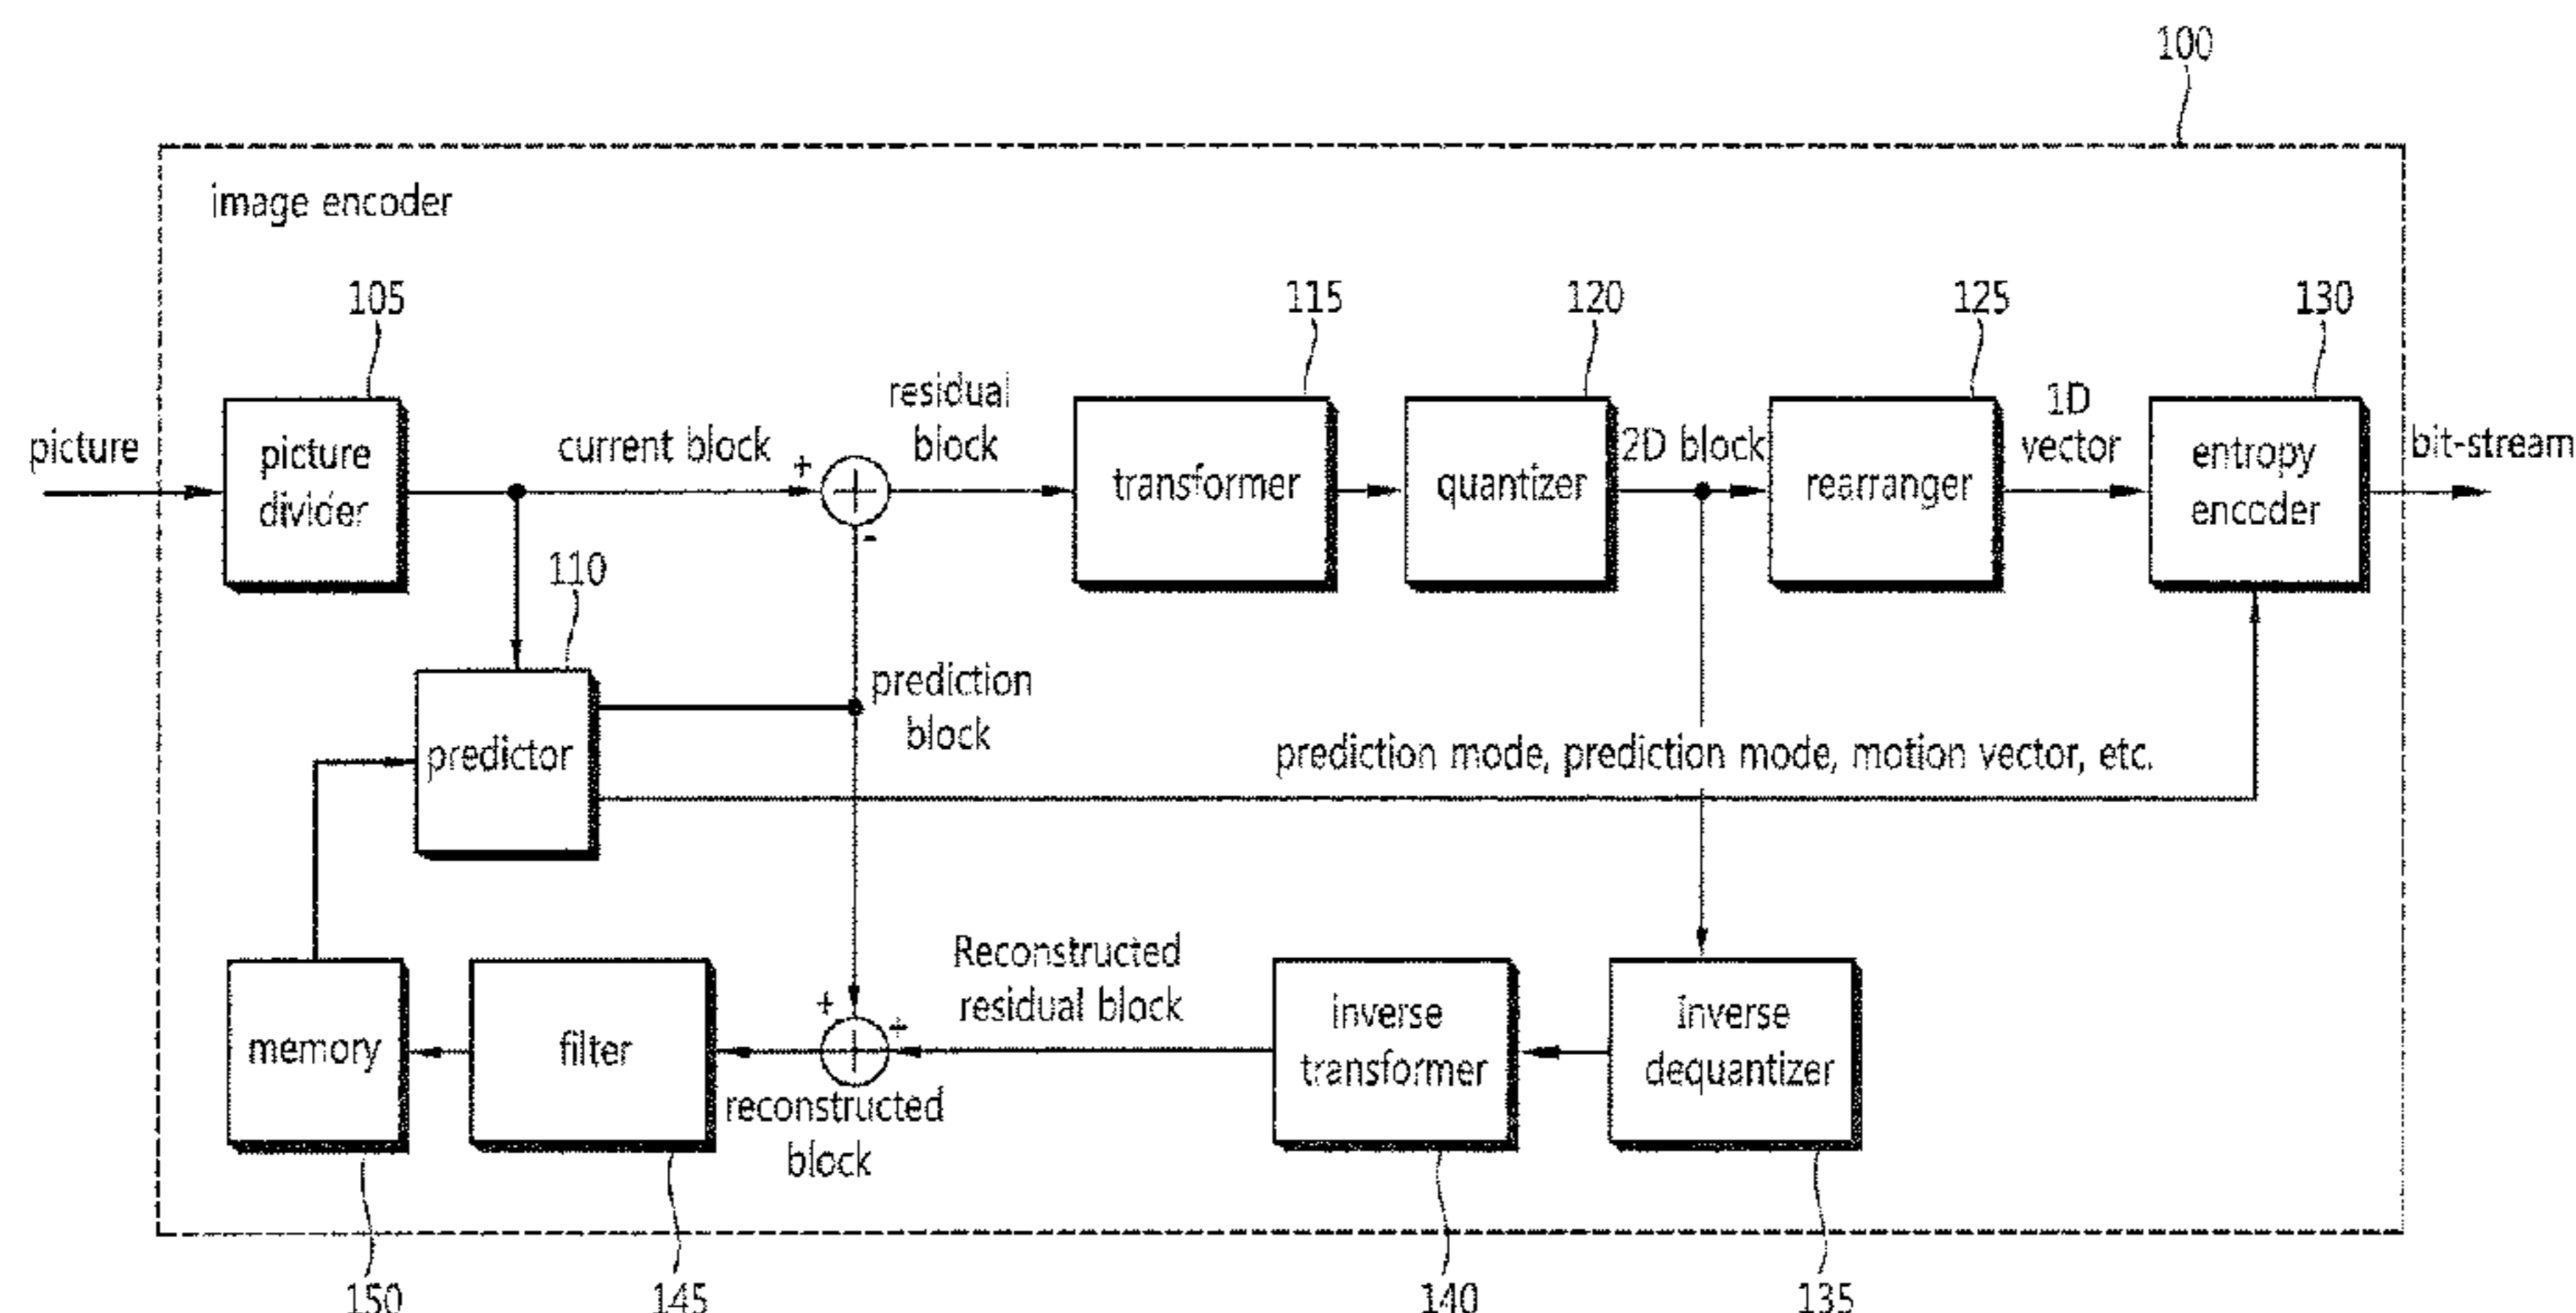 100
image encoder
105
115
120
125
130
picture
picture
divider
current block
+
-
residual
block
transformer
quantizer
2D block
rearranger
1D
vector
entropy
encoder
bit-stream
110
predictor
prediction
block
prediction mode, prediction mode, motion vector, etc.
memory
filter
+
+
reconstructed
block
Reconstructed
residual block
inverse
transformer
Inverse
dequantizer
150
145
140
135